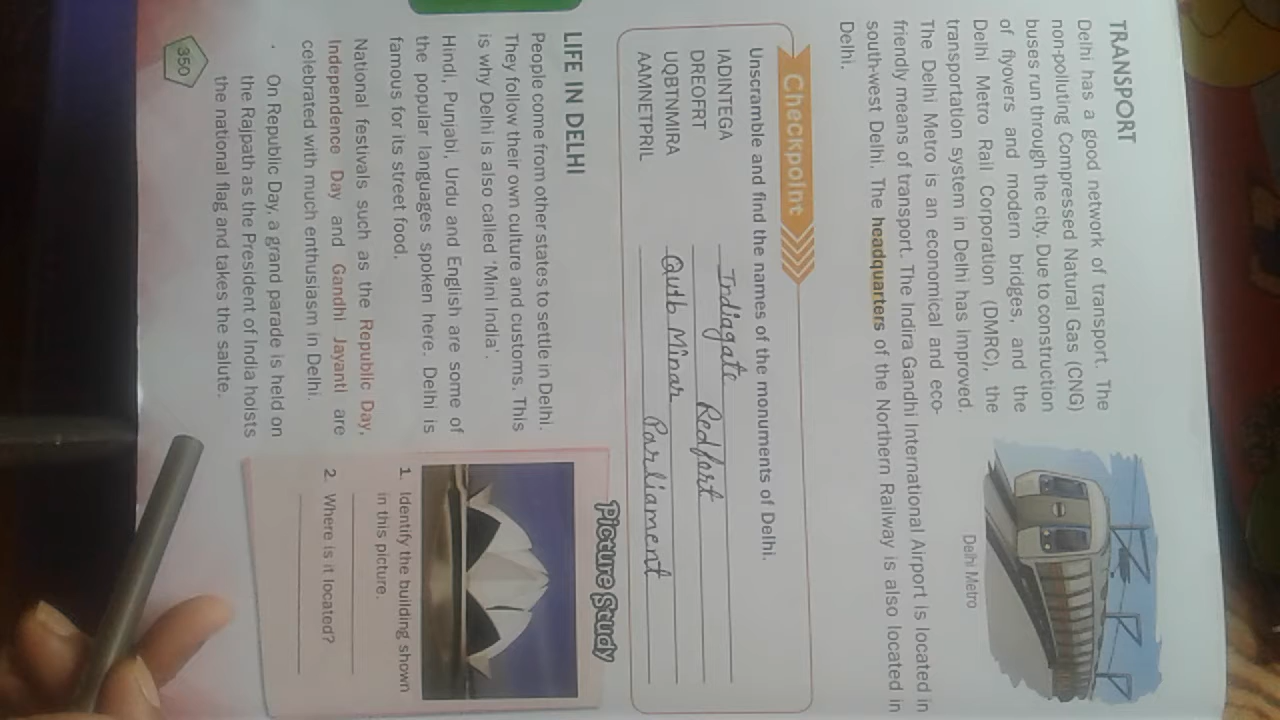 TRANSPORT
Delhi has a good network of transport. The
non-polluting Compressed Natural Gas (CNG)
buses run through the city. Due to construction
of flyovers and modern bridges, and the
Delhi Metro Rail Corporation (DMRC), the
transportation system in Delhi has improved.
Delhi Metro
The Delhi Metro is an economical and eco-
friendly means of transport. The Indira Gandhi International Airport is located in
south-west Delhi. The headquarters of the Northern Railway is also located in
Delhi.
Checkpoint
Unscramble and find the names of the monuments of Delhi.
IADINTEGA Indiagate
DREOFRT Redfort
UQBTNIMIRA Qutb Minar
AAMNETPRIL Parliament
LIFE IN DELHI
People come from other states to settle in Delhi.
They follow their own culture and customs. This
is why Delhi is also called 'Mini India'.
Hindi, Punjabi, Urdu and English are some of
the popular languages spoken here. Delhi is
famous for its street food.
National festivals such as the Republic Day,
Independence Day and Gandhi Jayanti are
celebrated with much enthusiasm in Delhi.
On Republic Day, a grand parade is held on
the Rajpath as the President of India hoists
the national flag and takes the salute.
Picture Study
1. Identify the building shown
in this picture.
2. Where is it located?
350